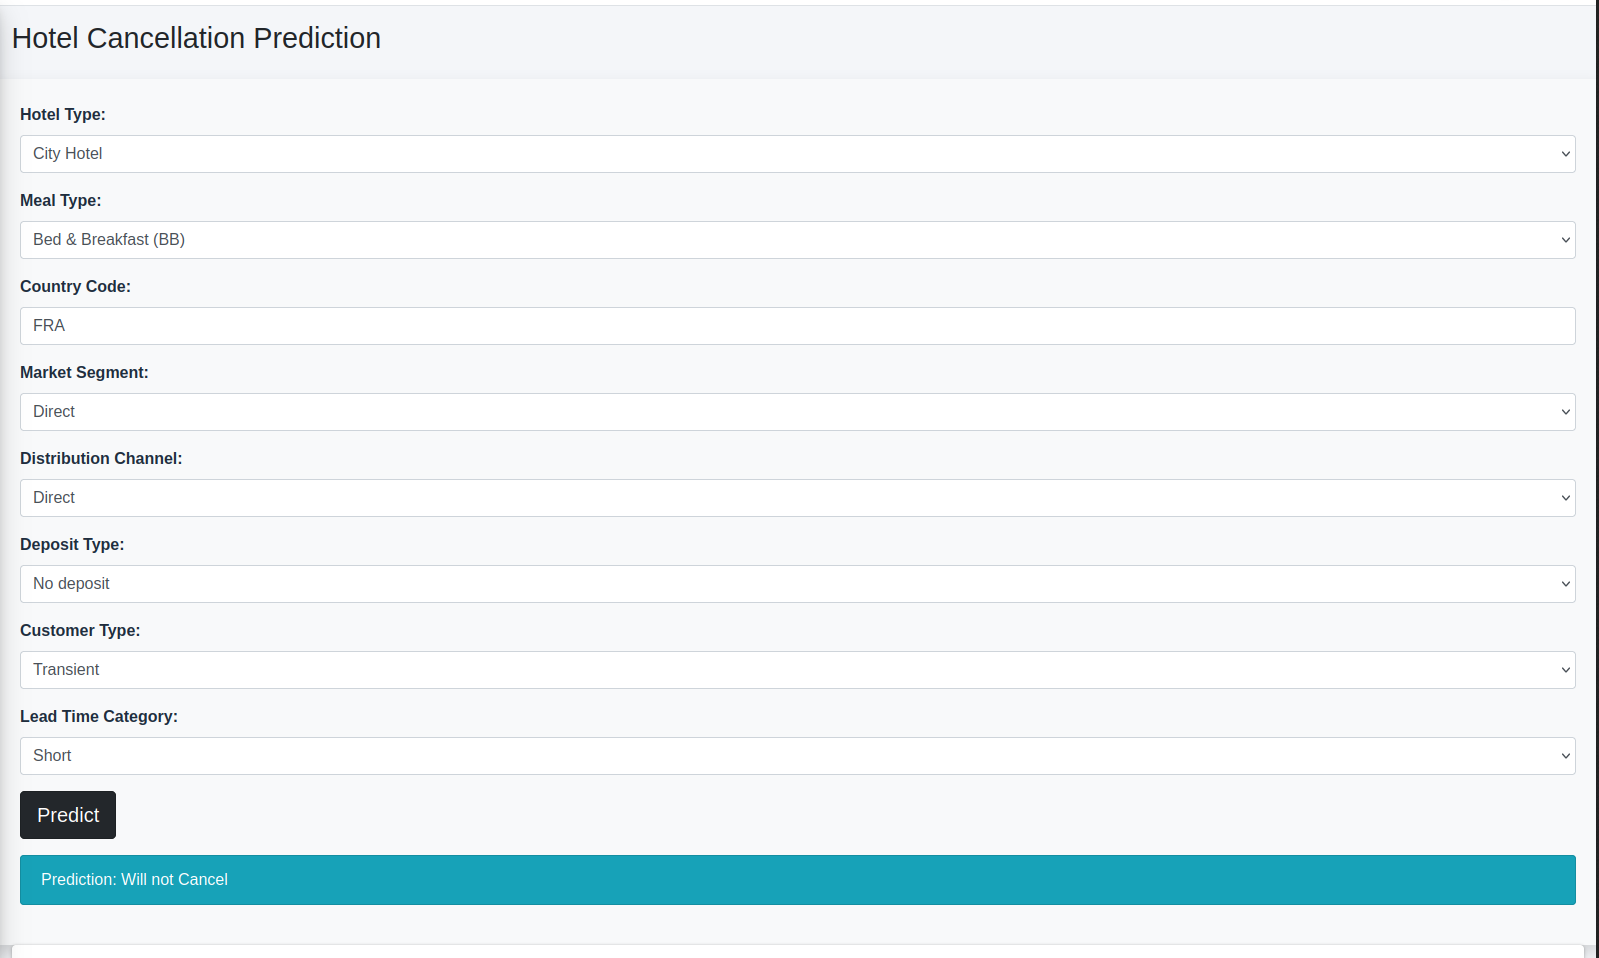 Hotel Cancellation Prediction
Hotel Type:
City Hotel
Meal Type:
Bed & Breakfast (BB)
Country Code:
FRA
Market Segment:
Direct
Distribution Channel:
Direct
Deposit Type:
No deposit
Customer Type:
Transient
Lead Time Category:
Short
Predict
Prediction: Will not Cancel